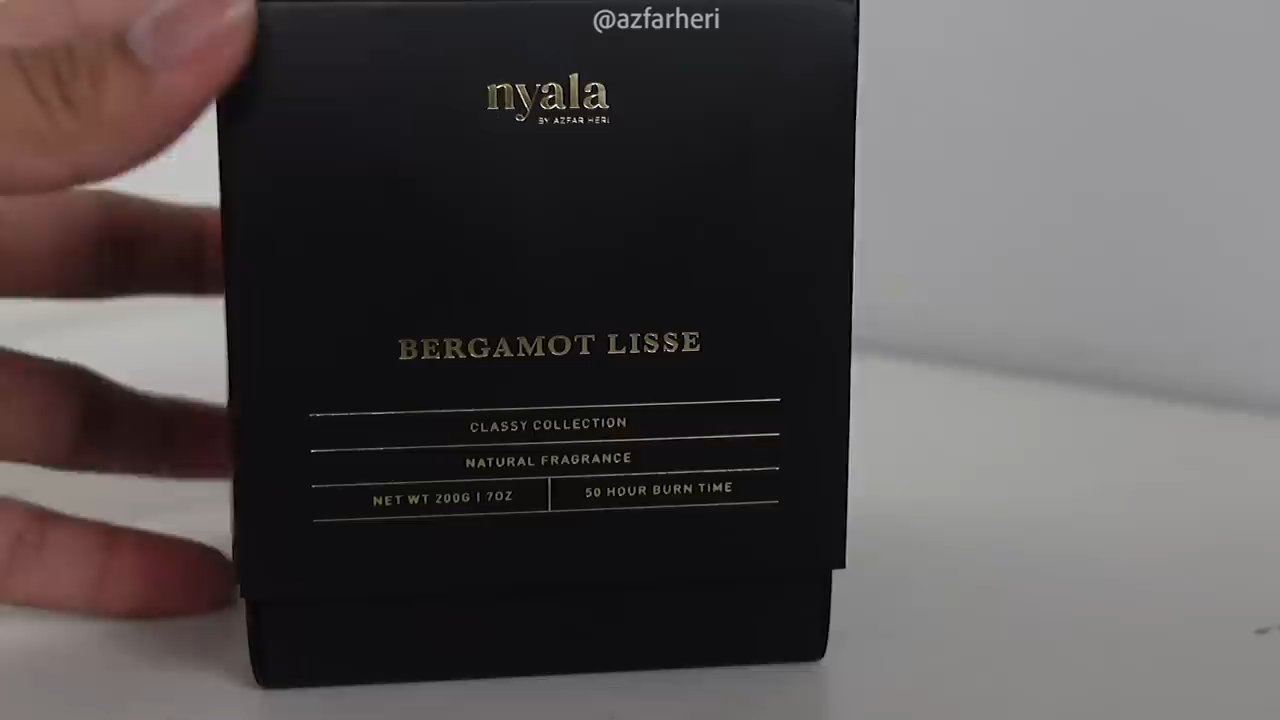 @azfarheri
nyala
BY AZFAR HERI
BERGAMOT LISSE
CLASSY COLLECTION
NATURAL FRAGRANCE
NET WT 200G | 7OZ
50 HOUR BURN TIME